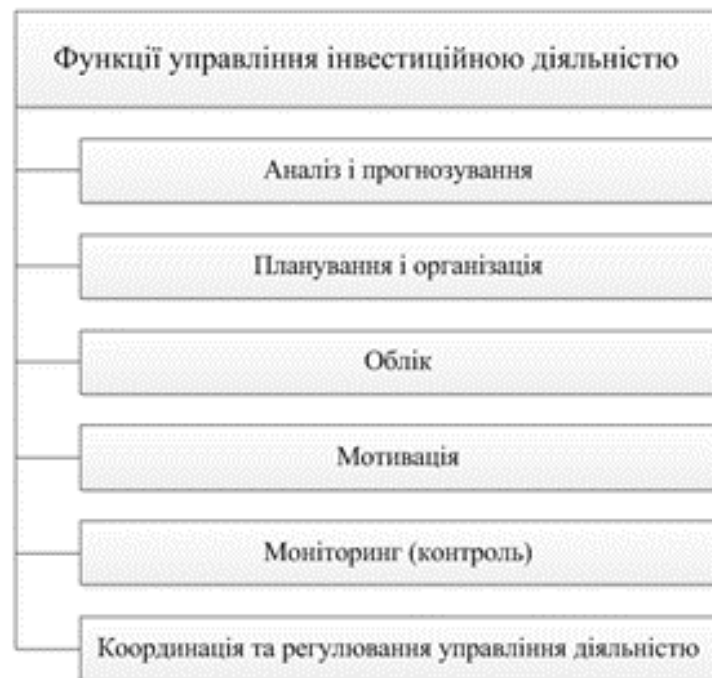 Функції управління інвестиційною діяльністю
Аналіз і прогнозування
Планування і організація
Облік
Мотивація
Моніторинг (контроль)
Координація та регулювання управління діяльністю